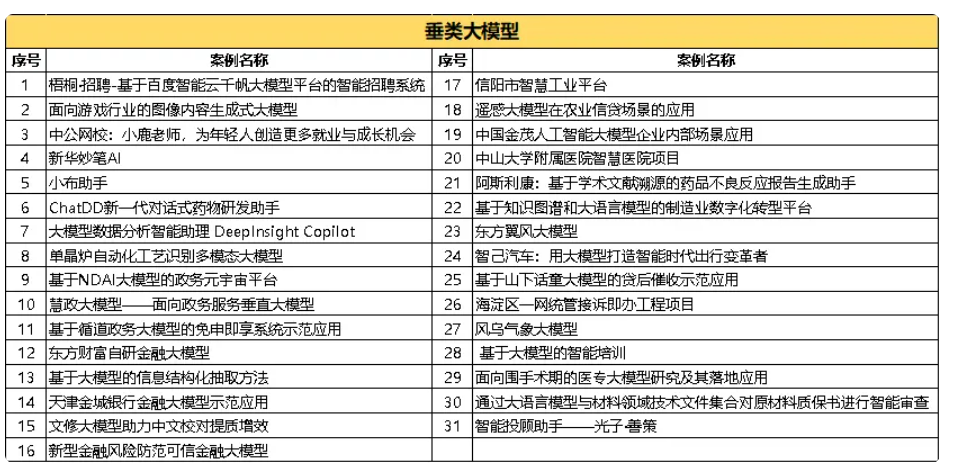 垂类大模型
序号 案例名称 序号 案例名称
1 梧桐·招聘-基于百度智能云千帆大模型平台的智能招聘系统 17 信阳市智慧工业平台
2 面向游戏行业的图像内容生成式大模型 18 遥感大模型在农业信贷场景的应用
3 中公网校：小鹿老师，为年轻人创造更多就业与成长机会 19 中国金茂人工智能大模型企业内部场景应用
4 新华妙笔AI 20 中山大学附属医院智慧医院项目
5 小布助手 21 阿斯利康：基于学术文献溯源的药品不良反应报告生成助手
6 ChatDD新一代对话式药物研发助手 22 基于知识图谱和大语言模型的制造业数字化转型平台
7 大模型数据分析智能助理 DeepInsight Copilot 23 东方翼风大模型
8 单晶炉自动化工艺识别多模态大模型 24 智己汽车：用大模型打造智能时代出行变革者
9 基于NDAI大模型的政务元宇宙平台 25 基于山下话童大模型的贷后催收示范应用
10 慧政大模型——面向政务服务垂直大模型 26 海淀区一网统管接诉即办工程项目
11 基于循道政务大模型的免申即享系统示范应用 27 风乌气象大模型
12 东方财富自研金融大模型 28 基于大模型的智能培训
13 基于大模型的信息结构化抽取方法 29 面向围手术期的医专大模型研究及其落地应用
14 天津金城银行金融大模型示范应用 30 通过大语言模型与材料领域技术文件集合对原材料质保书进行智能审查
15 文修大模型助力中文校对提质增效 31 智能投顾助手——光子·善策
16 新型金融风险防范可信金融大模型